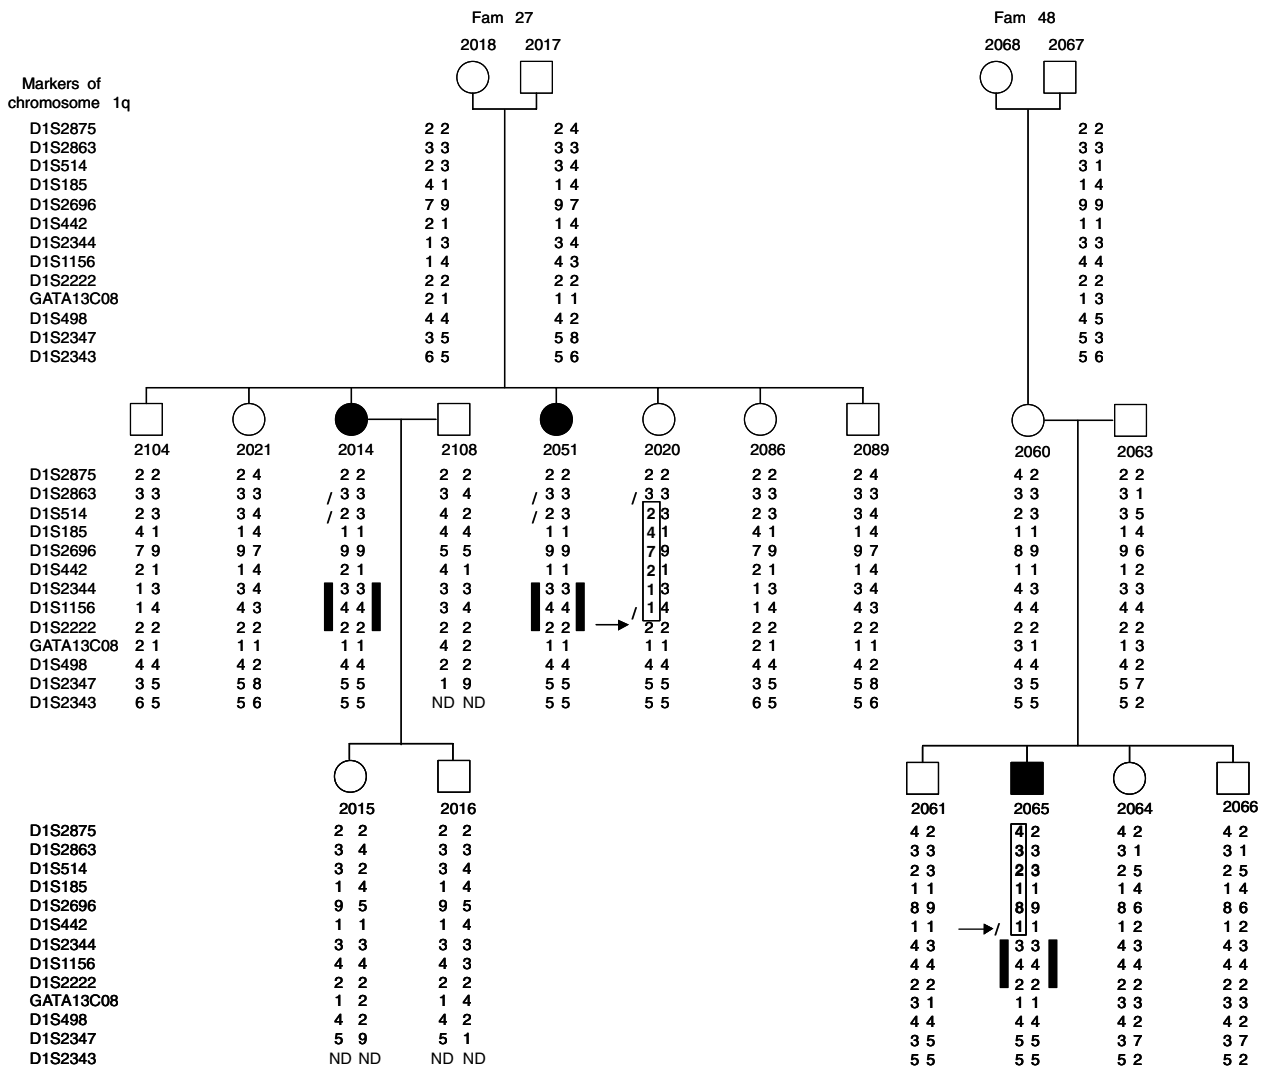 Fam 27 Fam 48
2018 2017 2068 2067
Markers of
chromosome 1q
D1S2875 2 2 2 4 2 2
D1S2863 3 3 3 3 3 3
D1S514 2 3 3 4 3 1
D1S185 4 1 1 4 1 4
D1S2696 7 9 9 7 9 9
D1S442 2 1 1 4 1 1
D1S2344 1 3 3 4 3 3
D1S1156 1 4 4 3 4 4
D1S2222 2 2 2 2 2 2
GATA13C08 2 1 1 1 1 3
D1S498 4 4 4 2 4 5
D1S2347 3 5 5 8 5 3
D1S2343 6 5 5 6 5 6
2104 2021 2014 2108 2051 2020 2086 2089 2060 2063
D1S2875 2 2 2 4 2 2 2 2 2 2 2 2 2 2 2 4 4 2 2 2
D1S2863 3 3 3 3 / 3 3 3 4 / 3 3 / 3 3 3 3 3 3 3 3 3 1
D1S514 2 3 3 4 / 2 3 4 2 / 2 3 2 3 2 3 3 4 2 3 3 5
D1S185 4 1 1 4 1 1 4 4 1 1 4 1 4 1 1 4 1 1 1 4
D1S2696 7 9 9 7 9 9 5 5 9 9 7 9 7 9 9 7 8 9 9 6
D1S442 2 1 1 4 2 1 4 1 1 1 2 1 2 1 1 4 1 1 1 2
D1S2344 1 3 3 4 3 3 3 3 3 3 1 3 1 3 3 4 4 3 3 3
D1S1156 1 4 4 3 4 4 3 4 4 4 / 1 4 1 4 4 3 4 4 4 4
D1S2222 2 2 2 2 2 2 2 2 2 2 2 2 2 2 2 2 2 2 2 2
GATA13C08 2 1 1 1 1 1 4 2 1 1 1 1 2 1 1 1 3 1 1 3
D1S498 4 4 4 2 4 4 2 2 4 4 4 4 4 4 4 2 4 4 4 2
D1S2347 3 5 5 8 5 5 1 9 5 5 5 5 3 5 5 8 3 5 5 7
D1S2343 6 5 5 6 5 5 ND ND 5 5 5 5 6 5 5 6 5 5 5 2
2015 2016 2061 2065 2064 2066
D1S2875 2 2 2 2 4 2 4 2 4 2 4 2
D1S2863 3 4 3 3 3 3 3 3 3 1 3 1
D1S514 3 2 3 4 2 3 2 3 2 5 2 5
D1S185 1 4 1 4 1 1 1 1 1 4 1 4
D1S2696 9 5 9 5 8 9 8 9 8 6 8 6
D1S442 1 1 1 4 1 1 / 1 1 1 2 1 2
D1S2344 3 3 3 3 4 3 3 3 4 3 4 3
D1S1156 4 4 4 3 4 4 4 4 4 4 4 4
D1S2222 2 2 2 2 2 2 2 2 2 2 2 2
GATA13C08 1 2 1 4 3 1 1 1 3 3 3 3
D1S498 4 2 4 2 4 4 4 4 4 2 4 2
D1S2347 5 9 5 1 3 5 5 5 3 7 3 7
D1S2343 ND ND ND ND 5 5 5 5 5 2 5 2